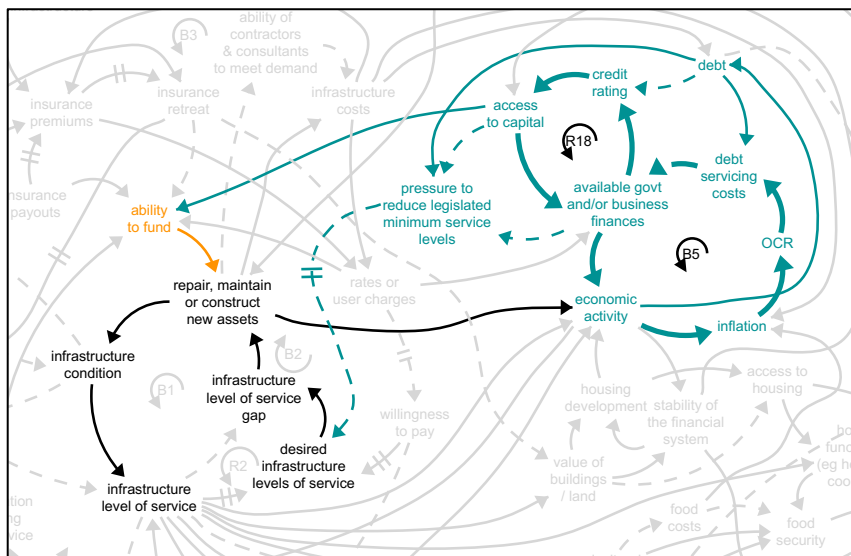 B3
ability of
contractors
& consultants
to meet demand
insurance
premiums
insurance
retreat
infrastructure
costs
access
to capital
credit
rating
debt
R18
debt
servicing
costs
insurance
payouts
ability
to fund
pressure to
reduce legislated
minimum service
levels
available govt
and/or business
finances
OCR
B5
repair, maintain
or construct
new assets
rates or
user charges
economic
activity
inflation
infrastructure
condition
B1
B2
infrastructure
level of service
gap
housing
development
access to
housing
stability of
the financial
system
willingness
to pay
desired
infrastructure
levels of service
R2
infrastructure
level of service
value of
buildings
/ land
(eg
food
costs
food
security